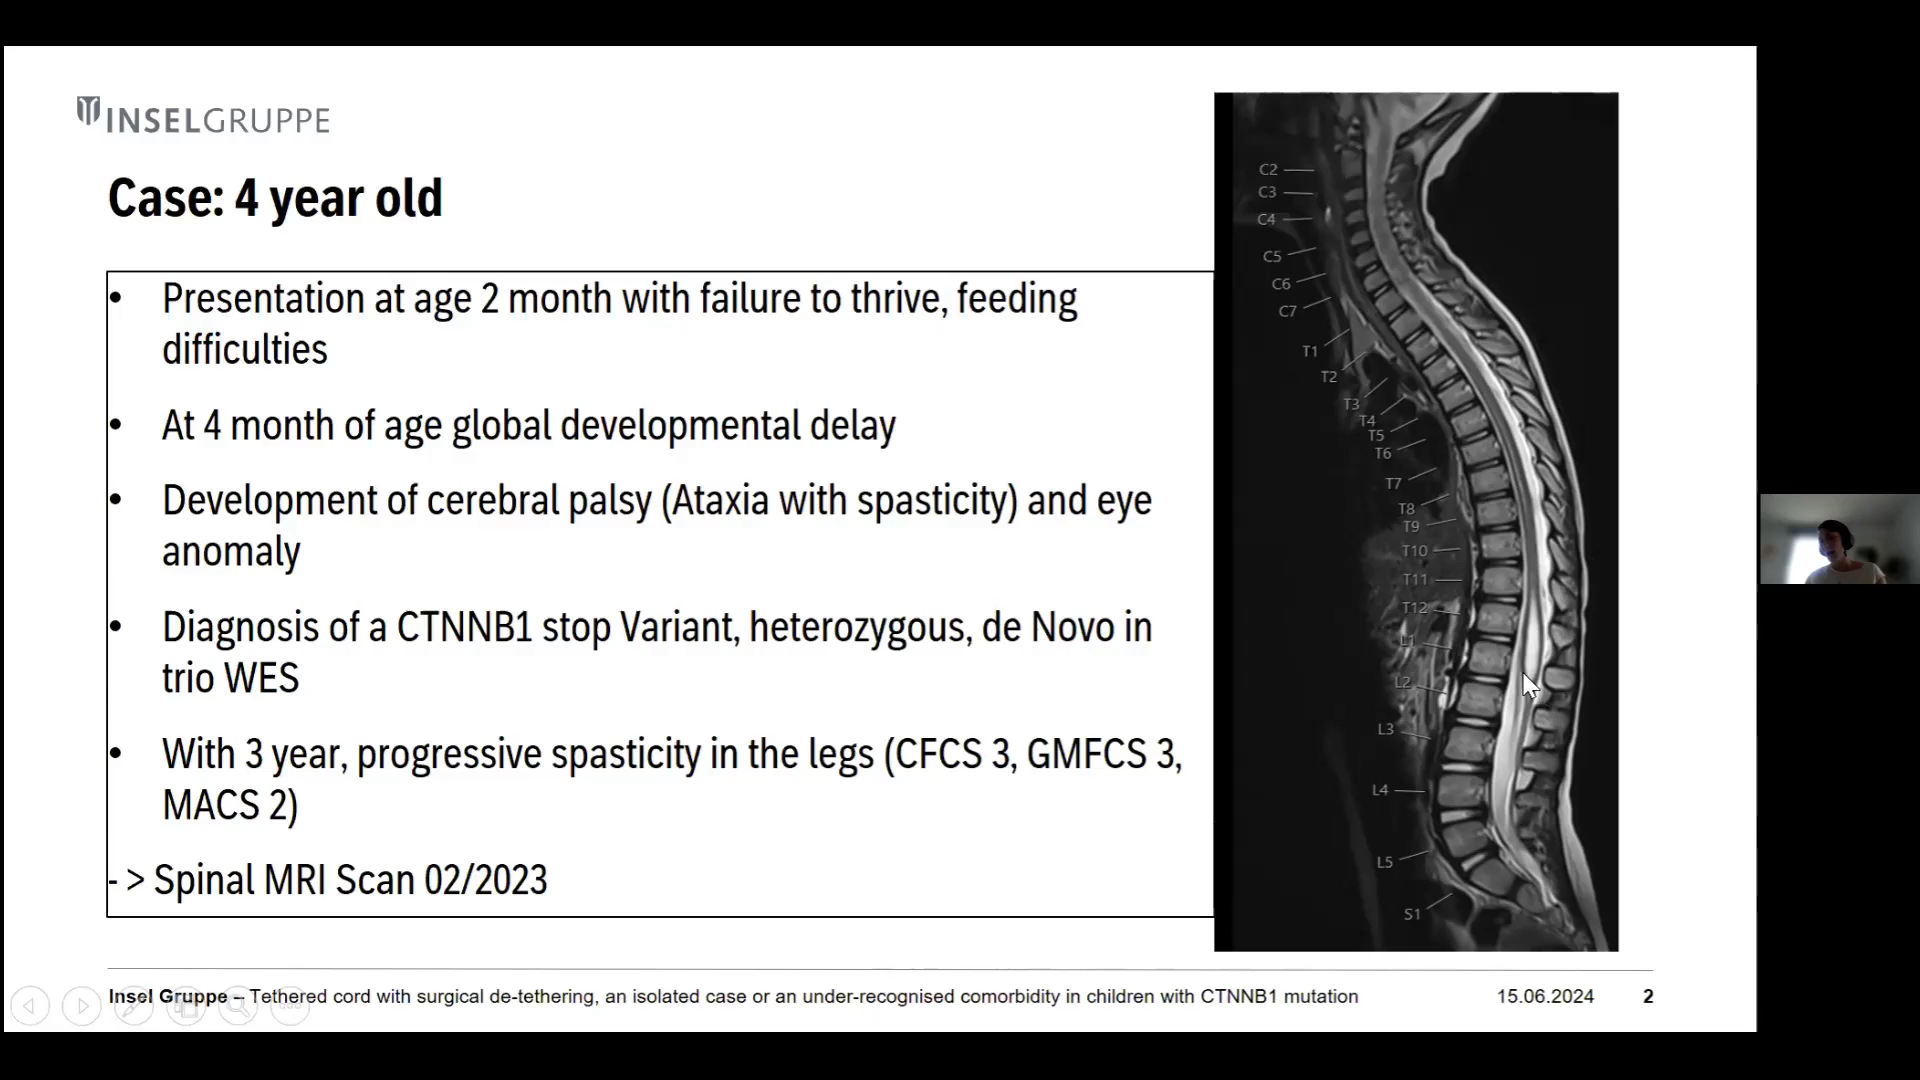 INSELGRUPPE
Case: 4 year old
• Presentation at age 2 month with failure to thrive, feeding
difficulties
• At 4 month of age global developmental delay
• Development of cerebral palsy (Ataxia with spasticity) and eye
anomaly
• Diagnosis of a CTNNB1 stop Variant, heterozygous, de Novo in
trio WES
• With 3 year, progressive spasticity in the legs (CFCS 3, GMFCS 3,
MACS 2)
- > Spinal MRI Scan 02/2023
C2
C3
C4
C5
C6
C7
T1
T2
T3
T4
T5
T6
T7
T8
T9
T10
T11
T12
L1
L2
L3
L4
L5
S1
Insel Gruppe – Tethered cord with surgical de-tethering, an isolated case or an under-recognised comorbidity in children with CTNNB1 mutation 15.06.2024 2